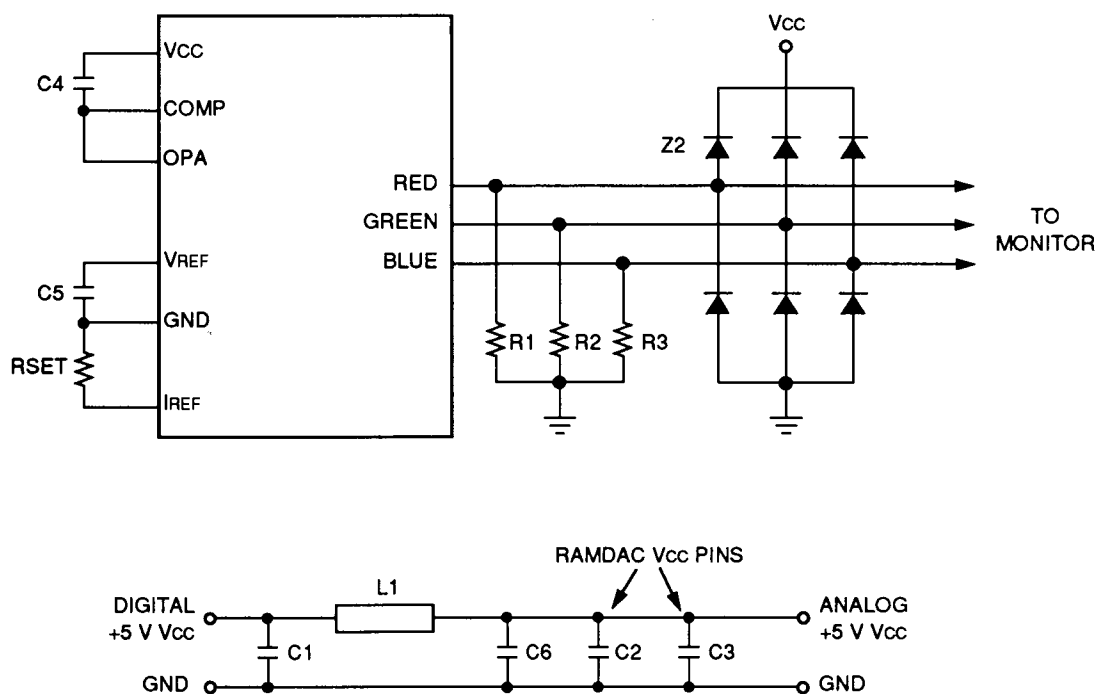 VCC
VCC
C4
COMP
OPA
Z2
RED
GREEN
BLUE
TO
MONITOR
VREF
C5
GND
RSET
IREF
R1
R2
R3
RAMDAC VCC PINS
L1
DIGITAL
+5 V VCC
ANALOG
+5 V VCC
C1
C6
C2
C3
GND
GND